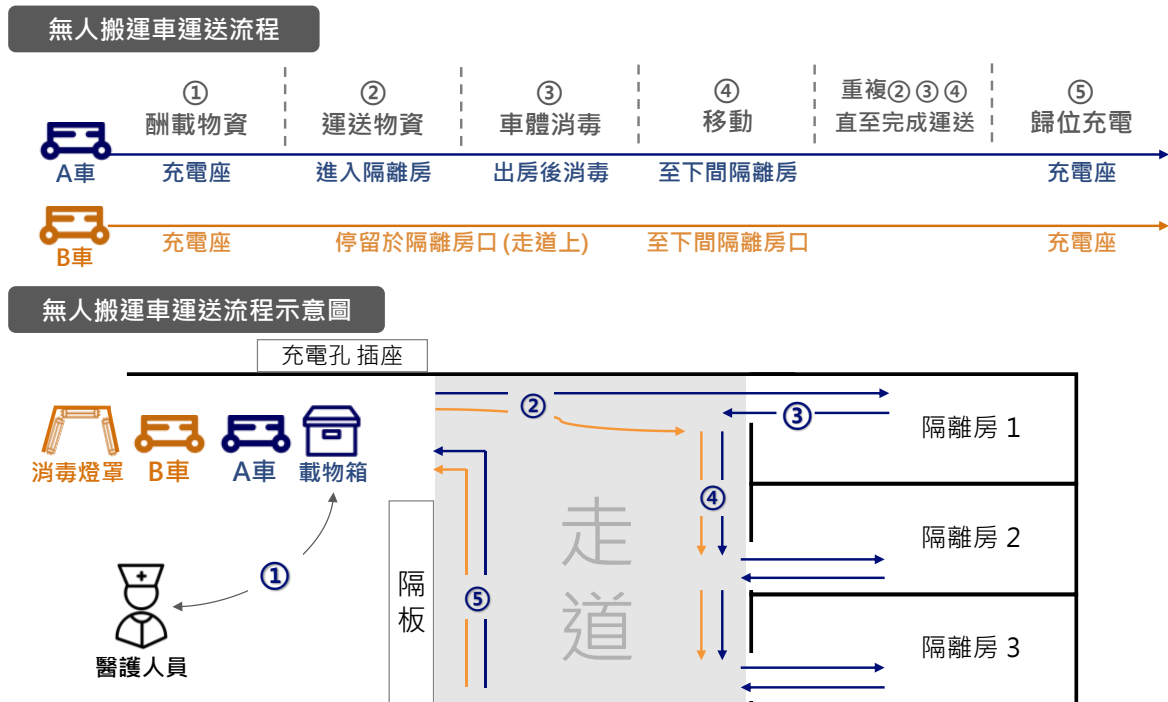 無人搬運車運送流程
① ② ③ ④ 重複②③④ ⑤
酬載物資 運送物資 車體消毒 移動 直至完成運送 歸位充電
A車 充電座 進入隔離房 出房後消毒 至下間隔離房 充電座
B車 充電座 停留於隔離房口(走道上) 至下間隔離房口 充電座
無人搬運車運送流程示意圖
充電孔 插座
② ③
隔離房 1
消毒燈罩 B車 A車 載物箱
④
走道
隔離房 2
①
隔板
⑤
隔離房 3
醫護人員